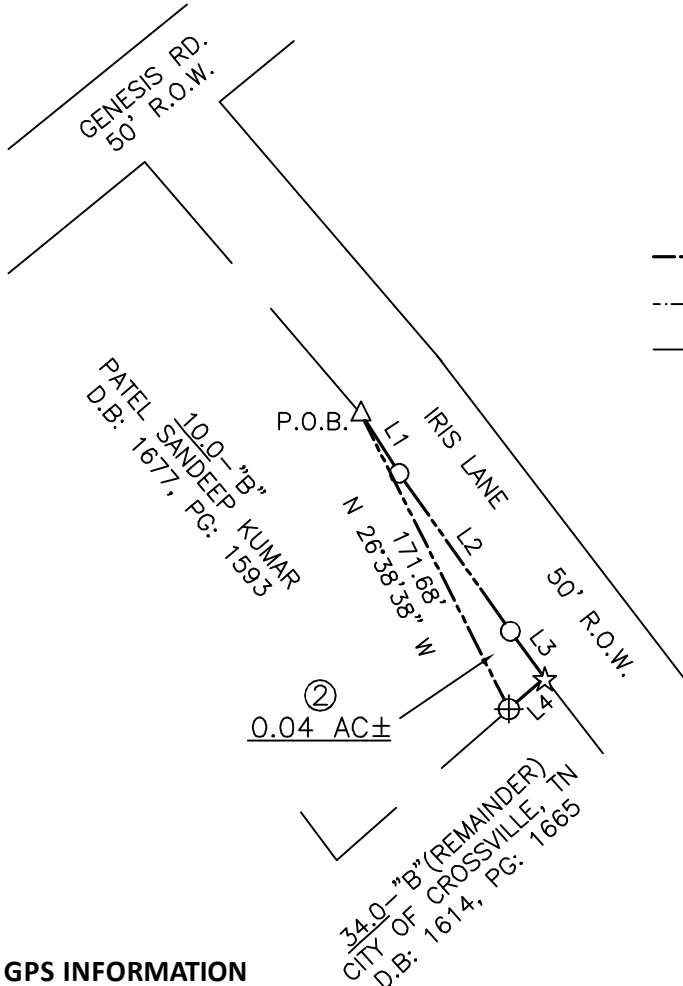 GENESIS RD.
50' R.O.W.
P.O.B.
L1
IRIS LANE
L2
50' R.O.W.
L3
L4
171.68'
N 26°38'38" W
10.0-"B"
PATEL SANDEEP KUMAR
D.B: 1677, PG: 1593
2
0.04 AC±
34.0-"B"(REMAINDER)
CITY OF CROSSVILLE, TN
D.B: 1614, PG: 1665
GPS INFORMATION